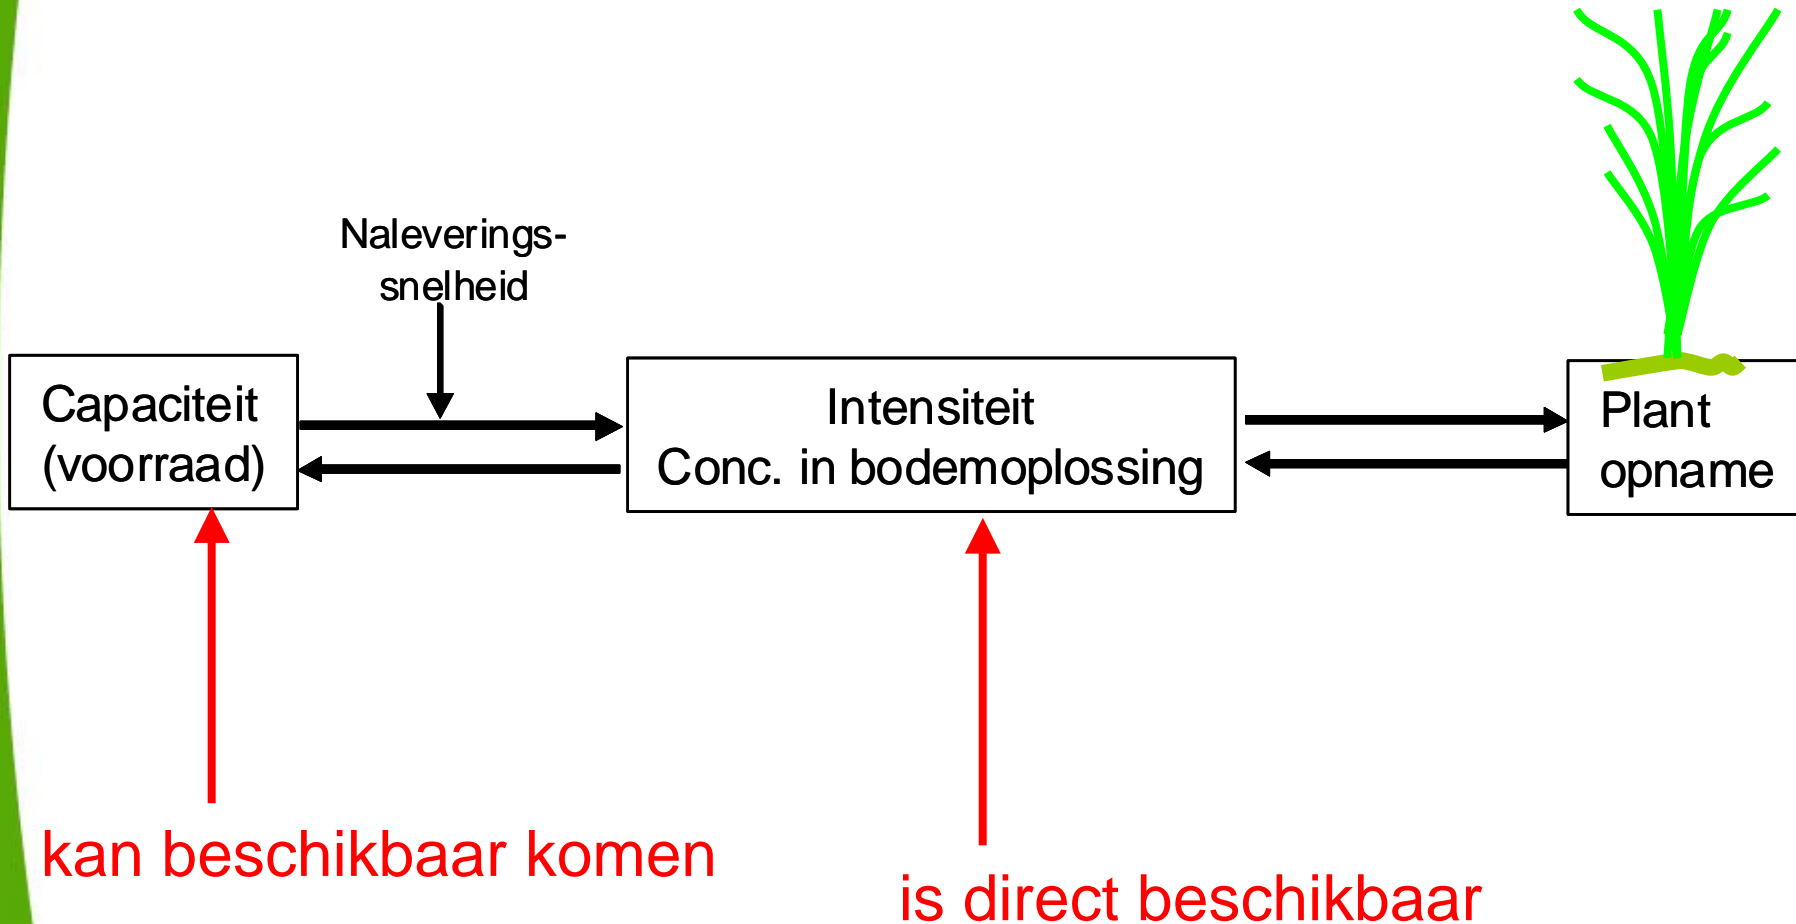 Naleverings-
snelheid
Capaciteit
(voorraad)
Intensiteit
Conc. in bodemoplossing
Plant
opname
kan beschikbaar komen
is direct beschikbaar